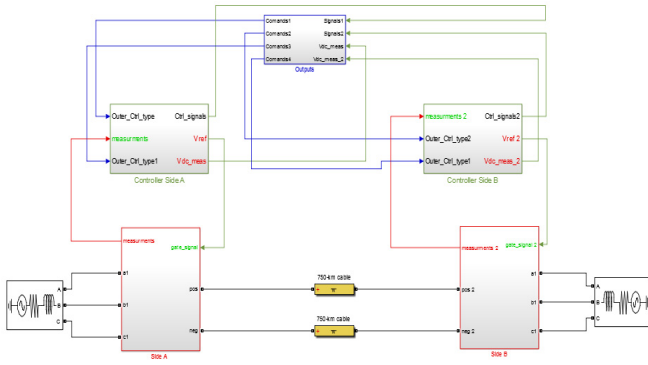 Comands1 Signals1
Comands2 Signals2
Comands3 Vdc_meas
Comands4 Vdc_meas_2
Outputs
Outer_Ctrl_type Ctrl_signals
measurments Vref
Outer_Ctrl_type1 Vdc_meas
Controller Side A
measurments 2 Ctrl_signals2
Outer_Ctrl_type2 Vref 2
Outer_Ctrl_type1 Vdc_meas_2
Controller Side B
measurments gate_signal
measurments 2 gate_signal 2
A a1 pos 750-km cable pos 2 a1 A
B b1 b1 B
C c1 neg 750-km cable neg 2 c1 C
Side A
Side B